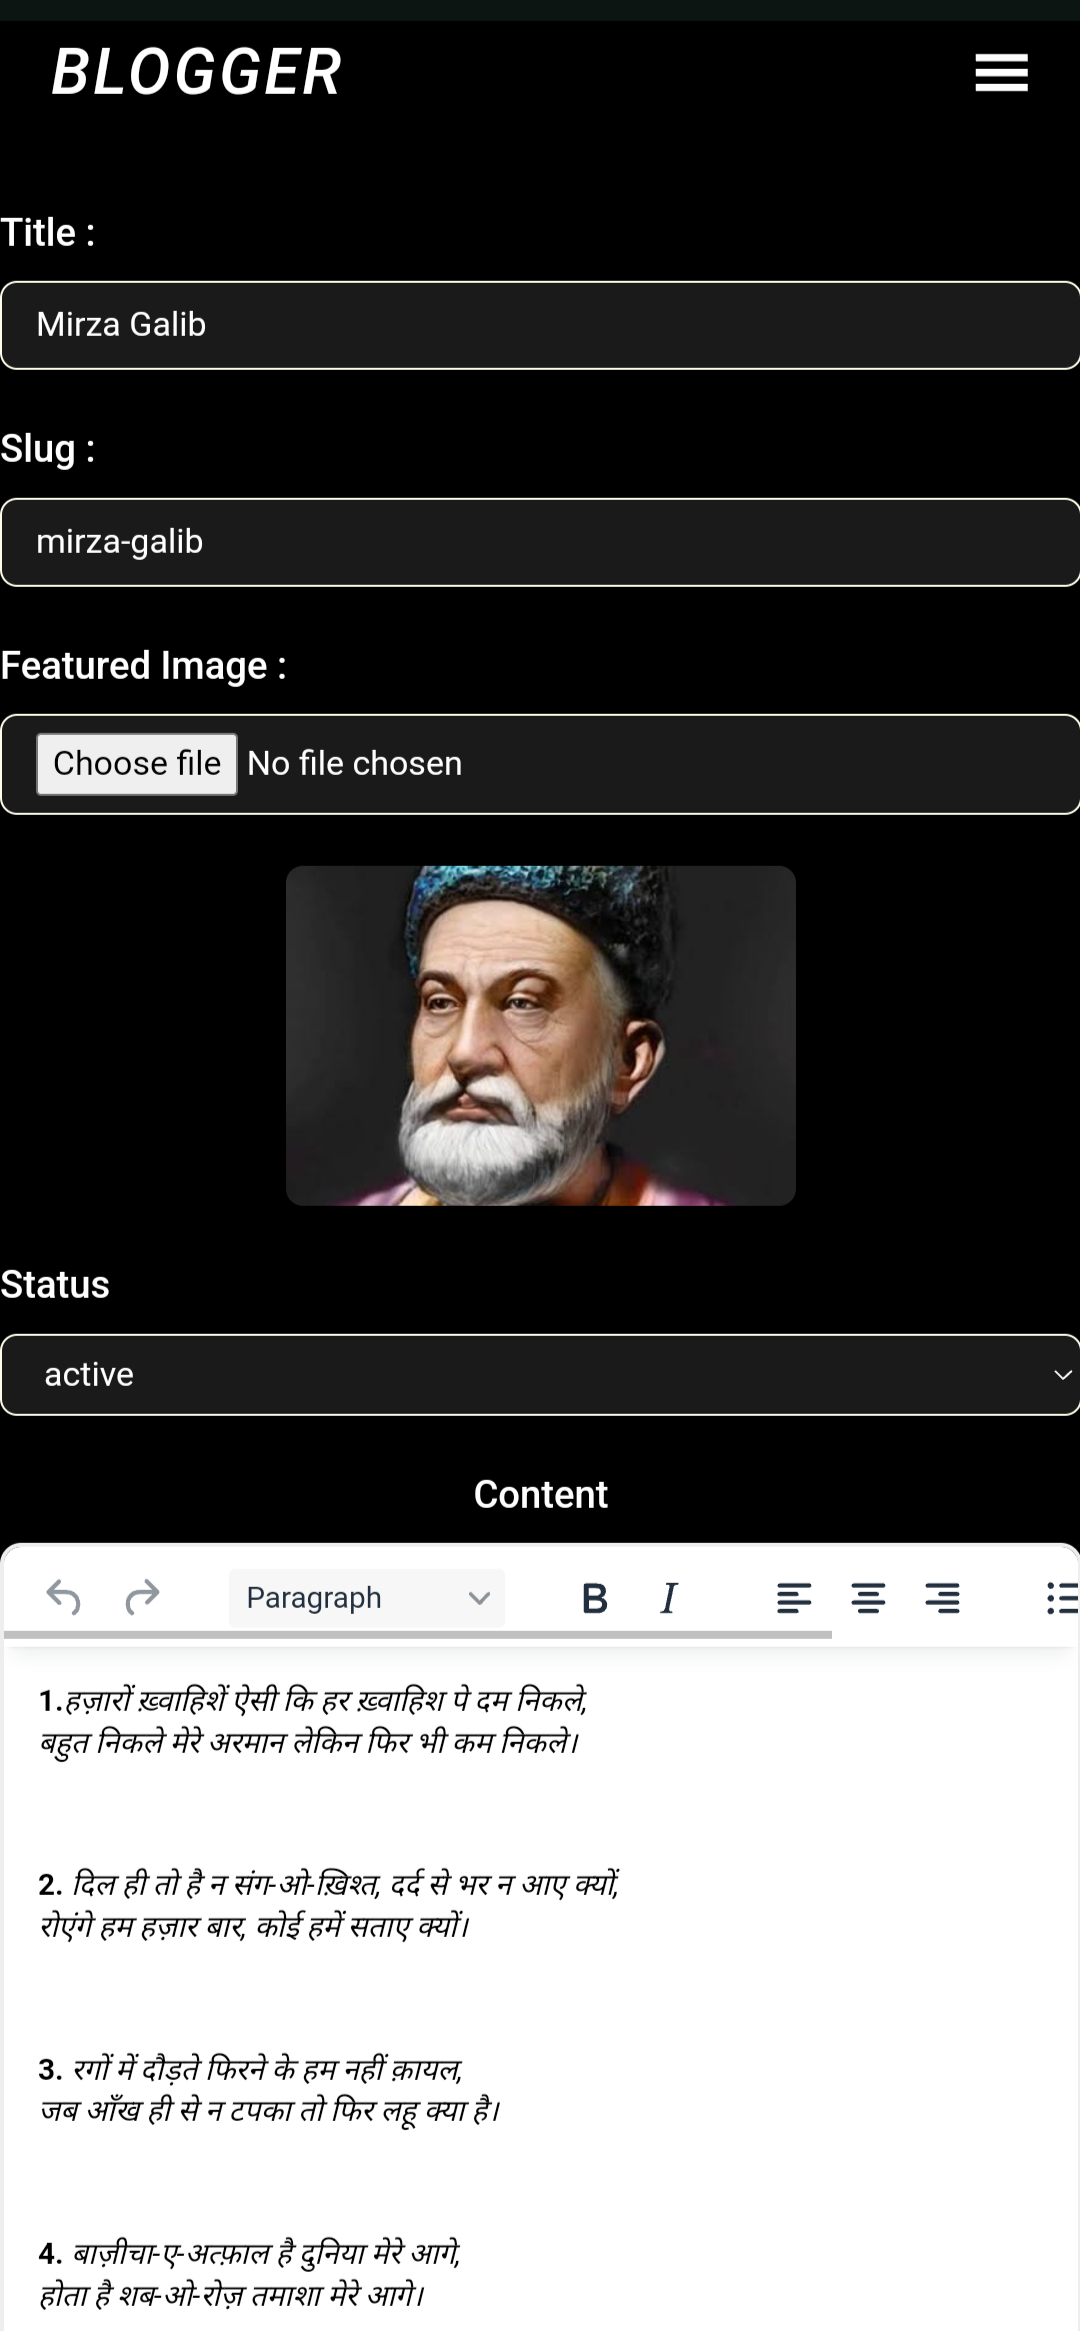 BLOGGER
Title :
Mirza Galib
Slug :
mirza-galib
Featured Image :
Choose file No file chosen
Status
active
Content
Paragraph B I
1.हज़ारों ख़्वाहिशें ऐसी कि हर ख़्वाहिश पे दम निकले,
बहुत निकले मेरे अरमान लेकिन फिर भी कम निकले।
2. दिल ही तो है न संग-ओ-ख़िश्त, दर्द से भर न आए क्यों,
रोएंगे हम हज़ार बार, कोई हमें सताए क्यों।
3. रगों में दौड़ते फिरने के हम नहीं क़ायल,
जब आँख ही से न टपका तो फिर लहू क्या है।
4. बाज़ीचा-ए-अत्फ़ाल है दुनिया मेरे आगे,
होता है शब-ओ-रोज़ तमाशा मेरे आगे।